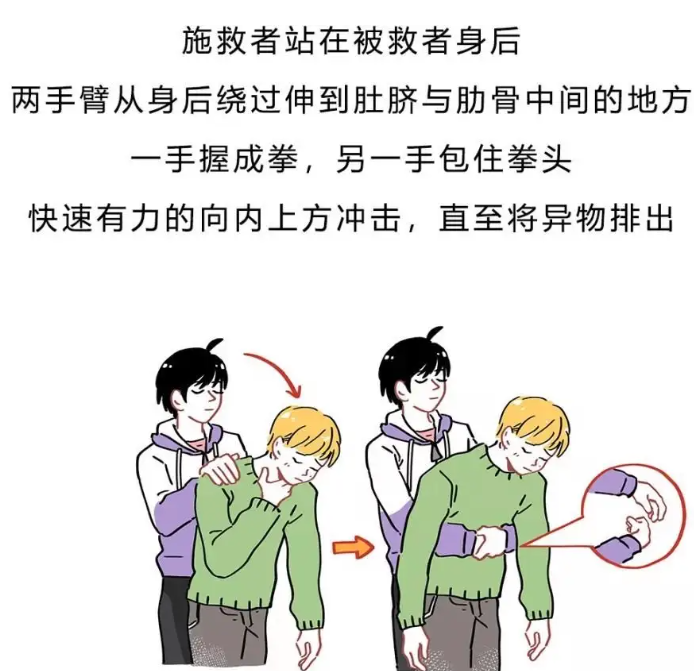 施救者站在被救者身后
两手臂从身后绕过伸到肚脐与肋骨中间的地方
一手握成拳，另一手包住拳头
快速有力的向内上方冲击，直至将异物排出